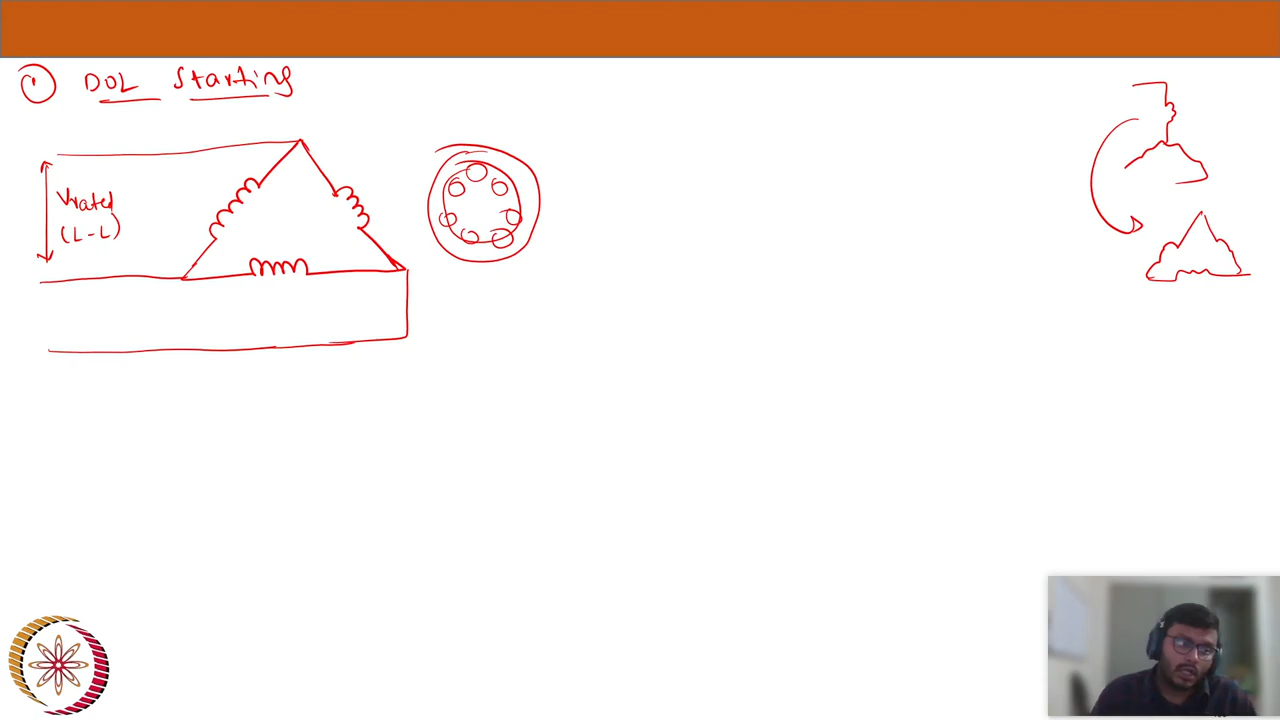 ① DOL Starting
Vrated
(L-L)